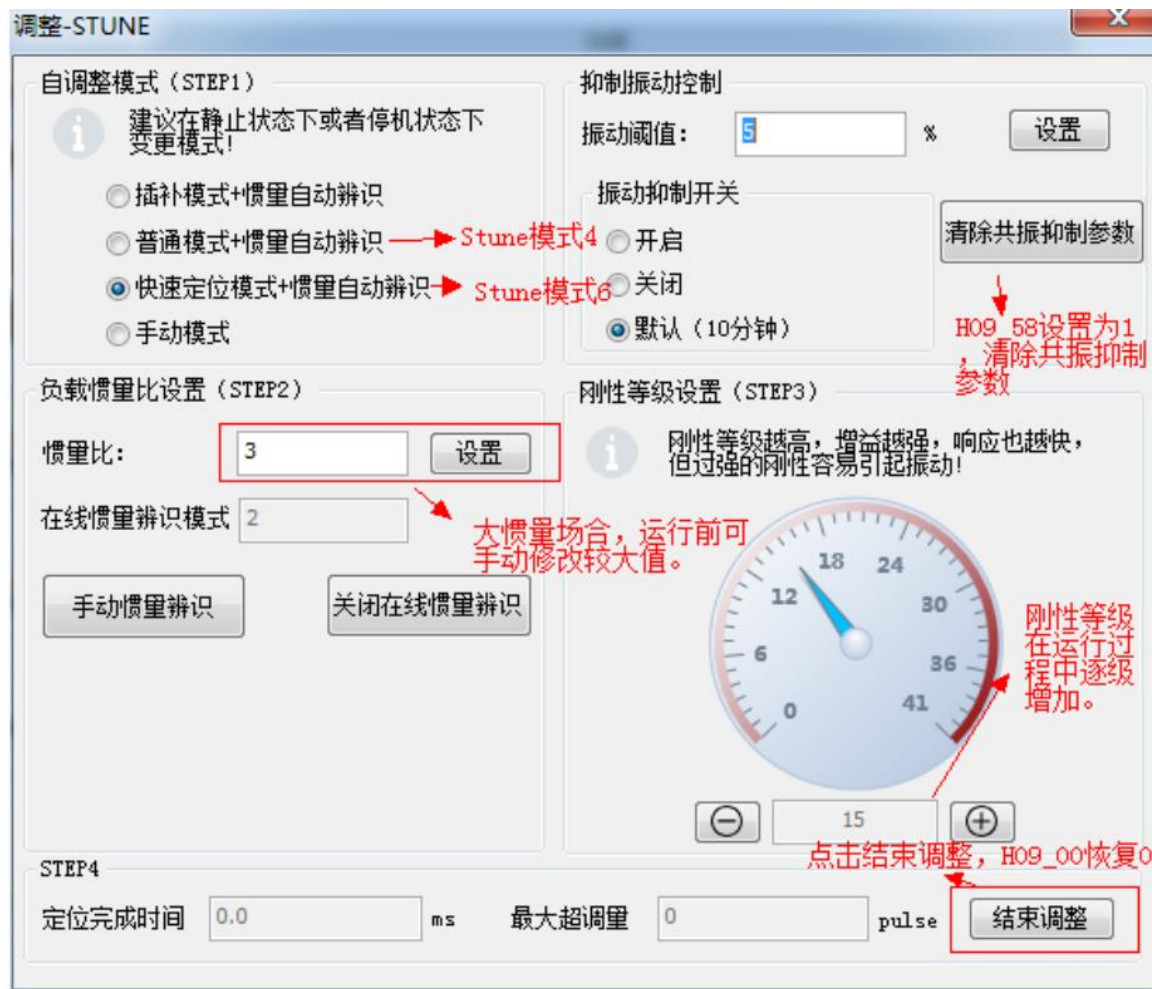 调整-STUNE
自调整模式（STEP1）
建议在静止状态下或者停机状态下
变更模式！
插补模式+惯量自动辨识
普通模式+惯量自动辨识
Stune模式4
快速定位模式+惯量自动辨识
Stune模式6
手动模式
抑制振动控制
振动阈值：
5
%
设置
振动抑制开关
开启
关闭
默认（10分钟）
清除共振抑制参数
H09_58设置为1
，清除共振抑制
参数
负载惯量比设置（STEP2）
惯量比：
3
设置
在线惯量辨识模式
2
大惯量场合，运行前可
手动修改较大值。
手动惯量辨识
关闭在线惯量辨识
刚性等级设置（STEP3）
刚性等级越高，增益越强，响应也越快，
但过强的刚性容易引起振动！
0
6
12
18
24
30
36
41
刚性等级
在运行过
程中逐级
增加。
15
点击结束调整，H09_00恢复0
STEP4
定位完成时间
0.0
ms
最大超调量
0
pulse
结束调整